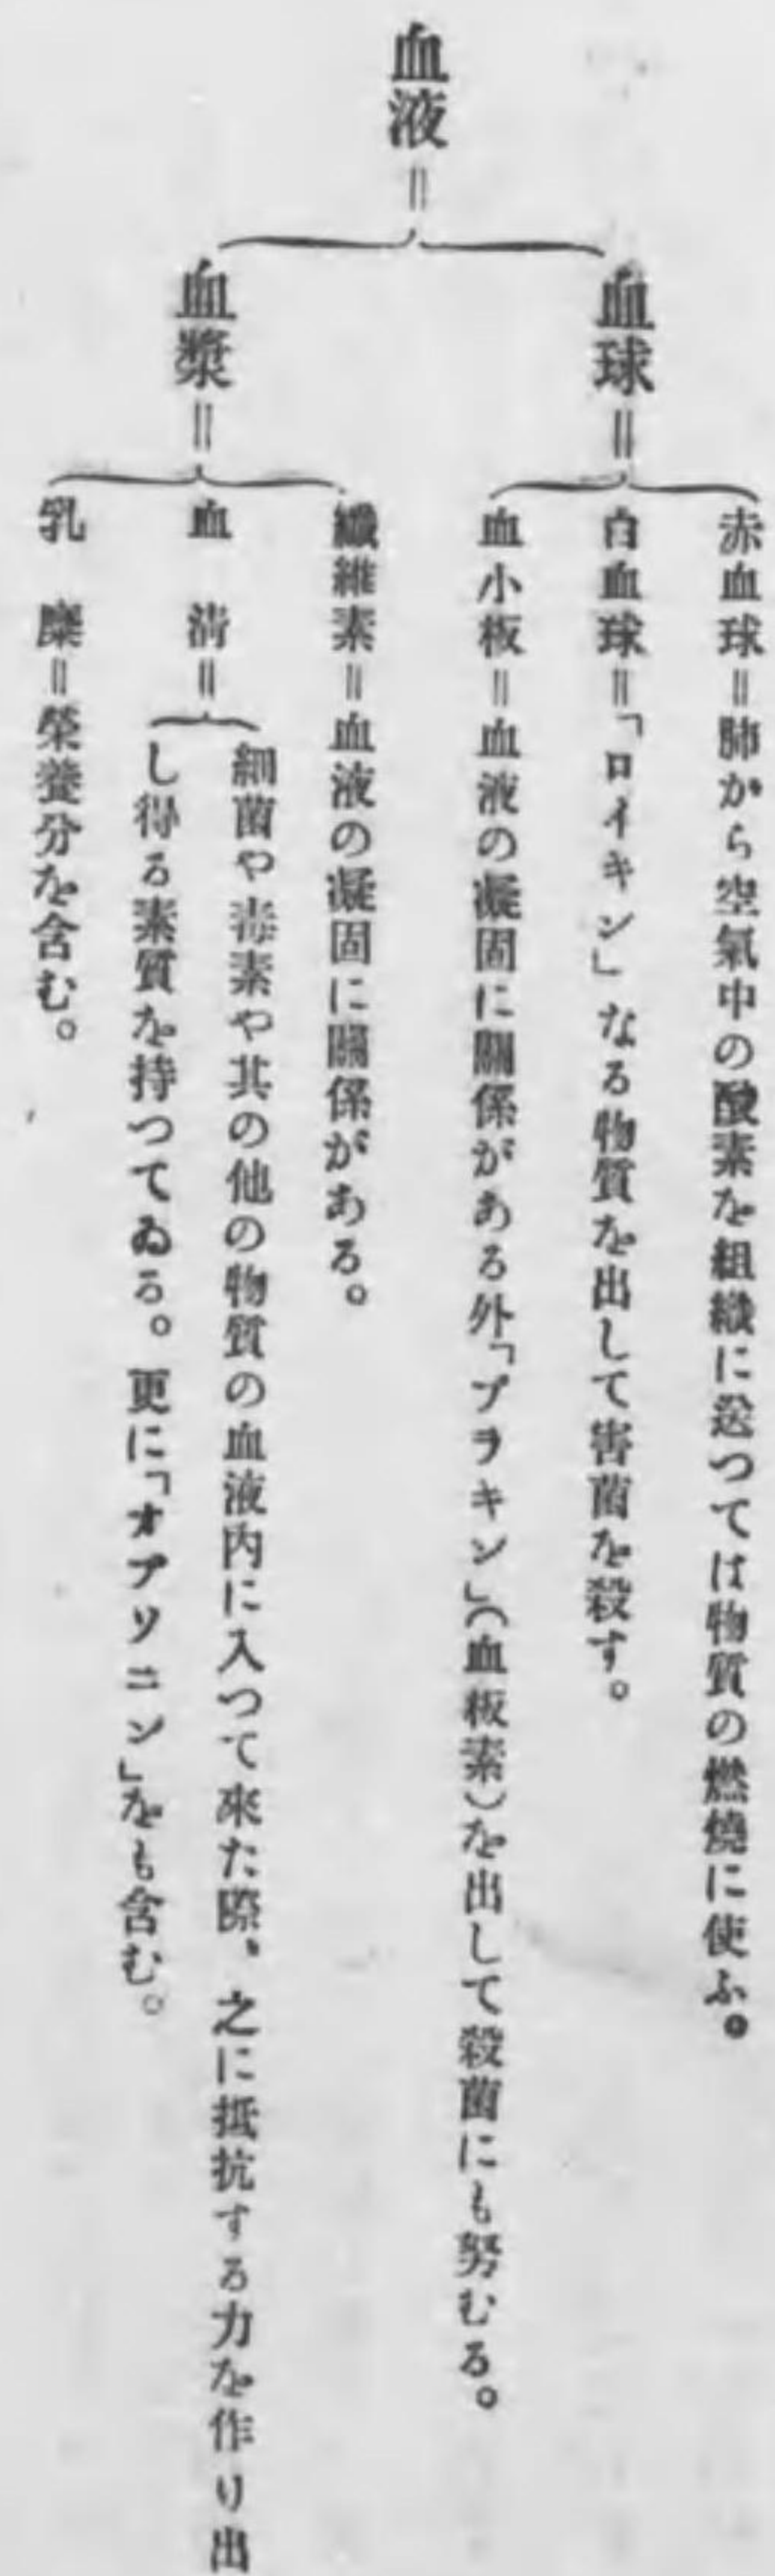 血液＝
血球＝
赤血球＝肺から空氣中の酸素を組織に送つては物質の燃燒に使ふ。
白血球＝「ロイキン」なる物質を出して害菌を殺す。
血小板＝血液の凝固に關係がある外「プラキン」（血板素）を出して殺菌にも努むる。
血漿＝
纖維素＝血液の凝固に關係がある。
血清＝
細菌や毒素や其の他の物質の血液内に入つて來た際、之に抵抗する力を作り出
し得る素質を持つてゐる。更に「オプソニン」をも含む。
乳糜＝榮養分を含む。